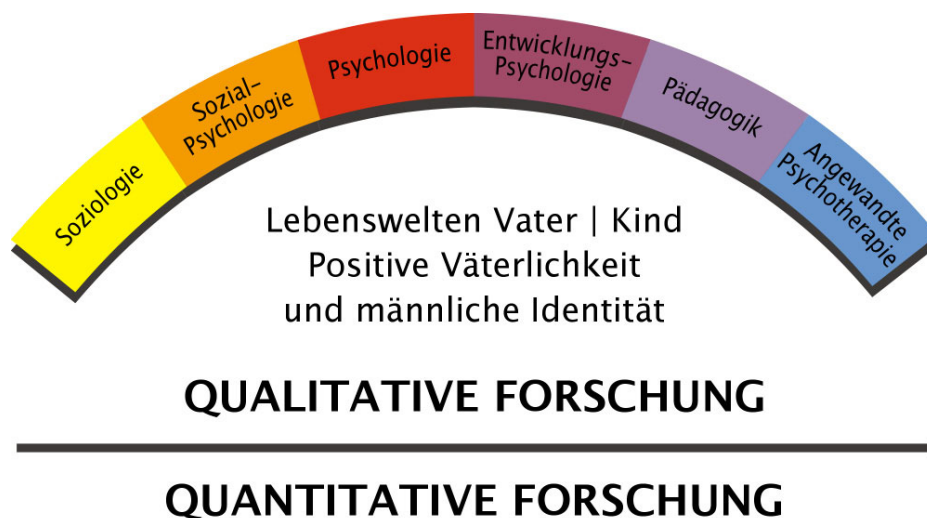 Soziologie
Sozial-
Psychologie
Psychologie
Entwicklungs-
Psychologie
Pädagogik
Angewandte
Psychotherapie
Lebenswelten Vater | Kind
Positive Väterlichkeit
und männliche Identität
QUALITATIVE FORSCHUNG
QUANTITATIVE FORSCHUNG